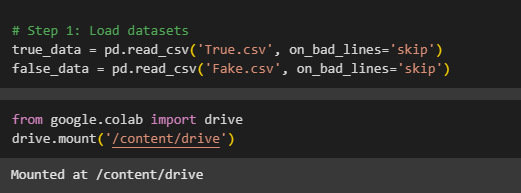 # Step 1: Load datasets
true_data = pd.read_csv('True.csv', on_bad_lines='skip')
false_data = pd.read_csv('Fake.csv', on_bad_lines='skip')
from google.colab import drive
drive.mount('/content/drive')
Mounted at /content/drive